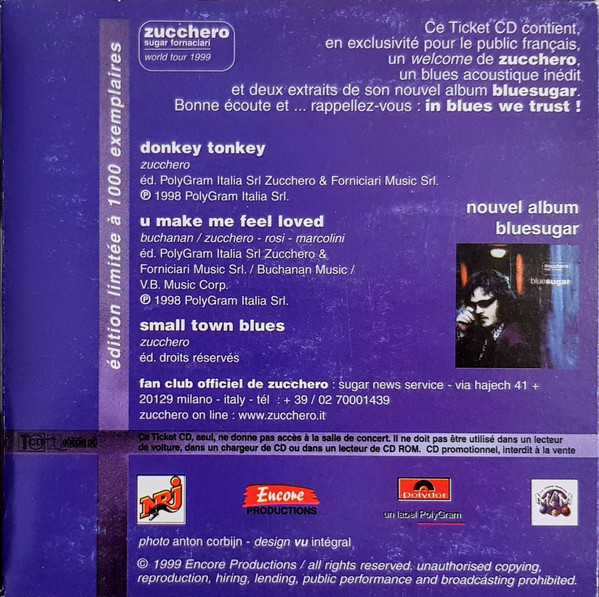 zucchero
sugar fornaciari
world tour 1999
Ce Ticket CD contient,
en exclusivité pour le public français,
un welcome de zucchero,
un blues acoustique inédit
et deux extraits de son nouvel album bluesugar.
Bonne écoute et ... rappellez-vous : in blues we trust !
édition limitée à 1000 exemplaires
donkey tonkey
zucchero
éd. PolyGram Italia Srl Zucchero & Forniciari Music Srl.
℗ 1998 PolyGram Italia Srl.
u make me feel loved
buchanan / zucchero - rosi - marcolini
éd. PolyGram Italia Srl Zucchero &
Forniciari Music Srl. / Buchanan Music /
V.B. Music Corp.
℗ 1998 PolyGram Italia Srl.
small town blues
zucchero
éd. droits réservés
nouvel album
bluesugar
zucchero
bluesugar
fan club officiel de zucchero : sugar news service - via hajech 41 +
20129 milano - italy - tél : + 39 / 02 70001439
zucchero on line : www.zucchero.it
Ce Ticket CD, seul, ne donne pas accès à la salle de concert. Il ne doit pas être utilisé dans un lecteur
de voiture, dans un chargeur de CD ou dans un lecteur de CD ROM. CD promotionnel, interdit à la vente
NRJ
Encore
PRODUCTIONS
Polydor
un label PolyGram
photo anton corbijn - design vu intégral
© 1999 Encore Productions / all rights reserved. unauthorised copying,
reproduction, hiring, lending, public performance and broadcasting prohibited.